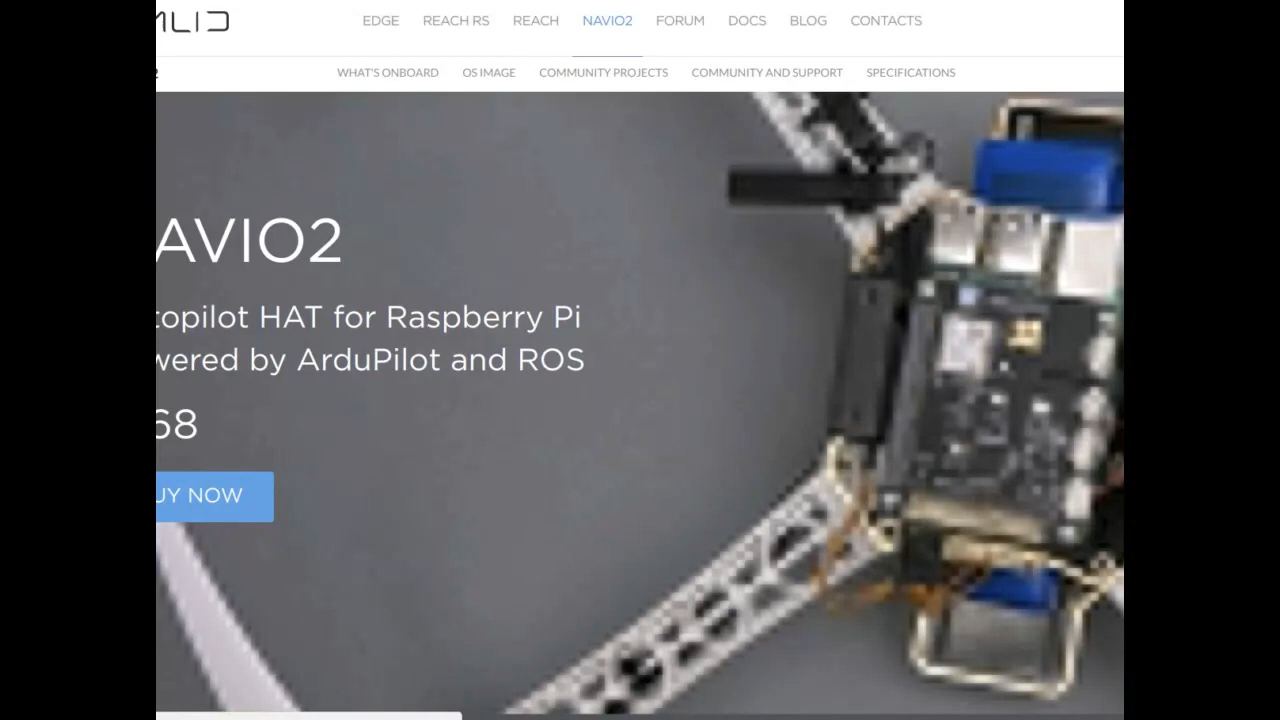 EDGE REACH RS REACH NAVIO2 FORUM DOCS BLOG CONTACTS
2 WHAT'S ONBOARD OS IMAGE COMMUNITY PROJECTS COMMUNITY AND SUPPORT SPECIFICATIONS
AVIO2
topilot HAT for Raspberry Pi
wered by ArduPilot and ROS
68
UY NOW